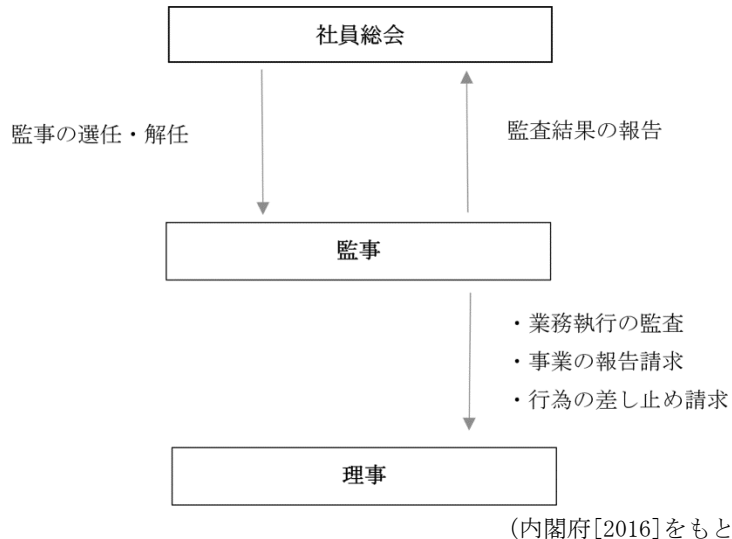 社員総会
監事の選任・解任
監査結果の報告
監事
・業務執行の監査
・事業の報告請求
・行為の差し止め請求
理事
(内閣府[2016]をもと